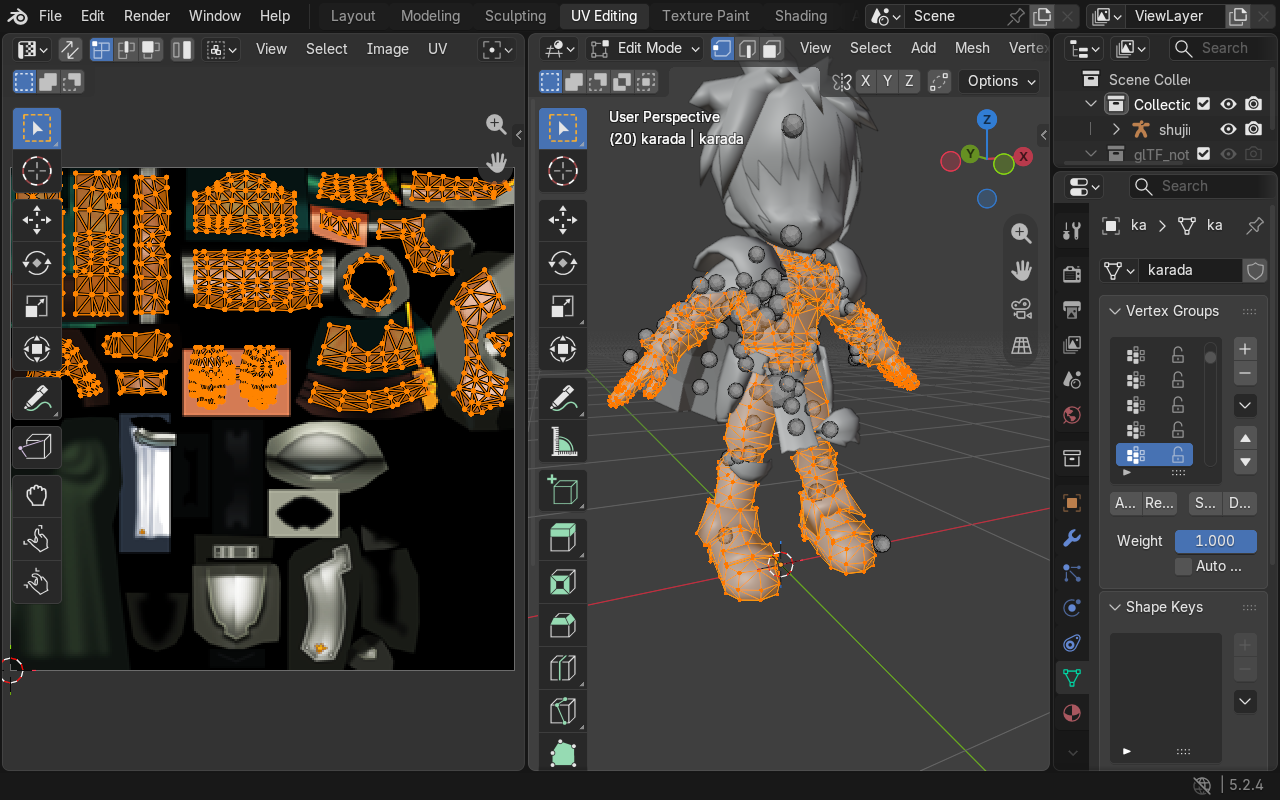 File Edit Render Window Help Layout Modeling Sculpting UV Editing Texture Paint Shading Scene ViewLayer
View Select Image UV
Edit Mode View Select Add Mesh
Search
X Y Z Options
Scene Collec
Collectic
shujii
glTF_not
User Perspective
(20) karada | karada
Z
Y
X
Search
ka > ka
karada
Vertex Groups
A... Re... S... D...
Weight 1.000
Auto ...
Shape Keys
5.2.4